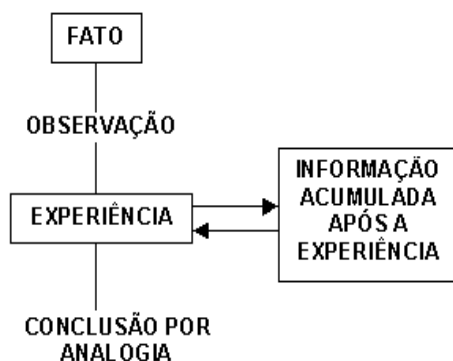 FATO
OBSERVAÇÃO
EXPERIÊNCIA
INFORMAÇÃO
ACUMULADA
APÓS A
EXPERIÊNCIA
CONCLUSÃO POR
ANALOGIA